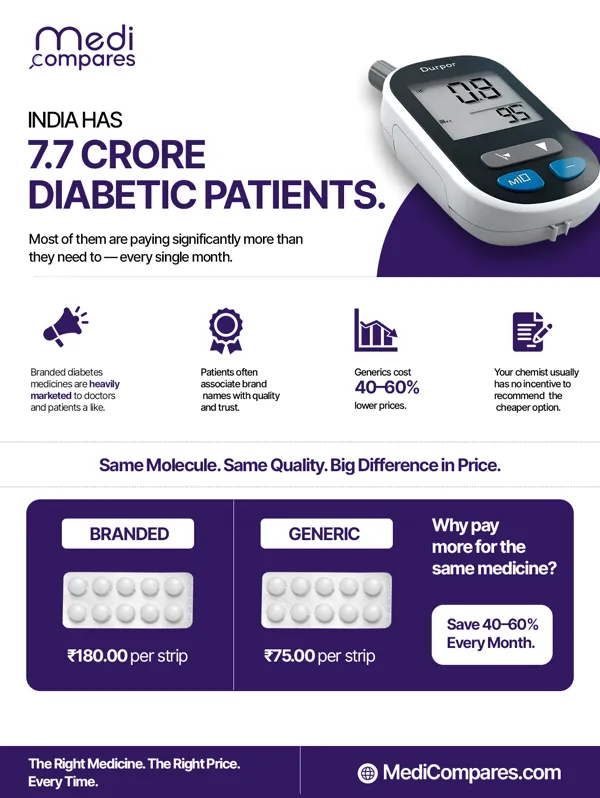 Medi
compares
INDIA HAS
7.7 CRORE
DIABETIC PATIENTS.
Most of them are paying significantly more than
they need to — every single month.
Durpor
0.8
95
Branded diabetes
medicines are heavily
marketed to doctors
and patients a like.
Patients often
associate brand
names with quality
and trust.
Generics cost
40–60%
lower prices.
Your chemist usually
has no incentive to
recommend the
cheaper option.
Same Molecule. Same Quality. Big Difference in Price.
BRANDED
₹180.00 per strip
GENERIC
₹75.00 per strip
Why pay
more for the
same medicine?
Save 40–60%
Every Month.
The Right Medicine. The Right Price.
Every Time.
MediCompares.com